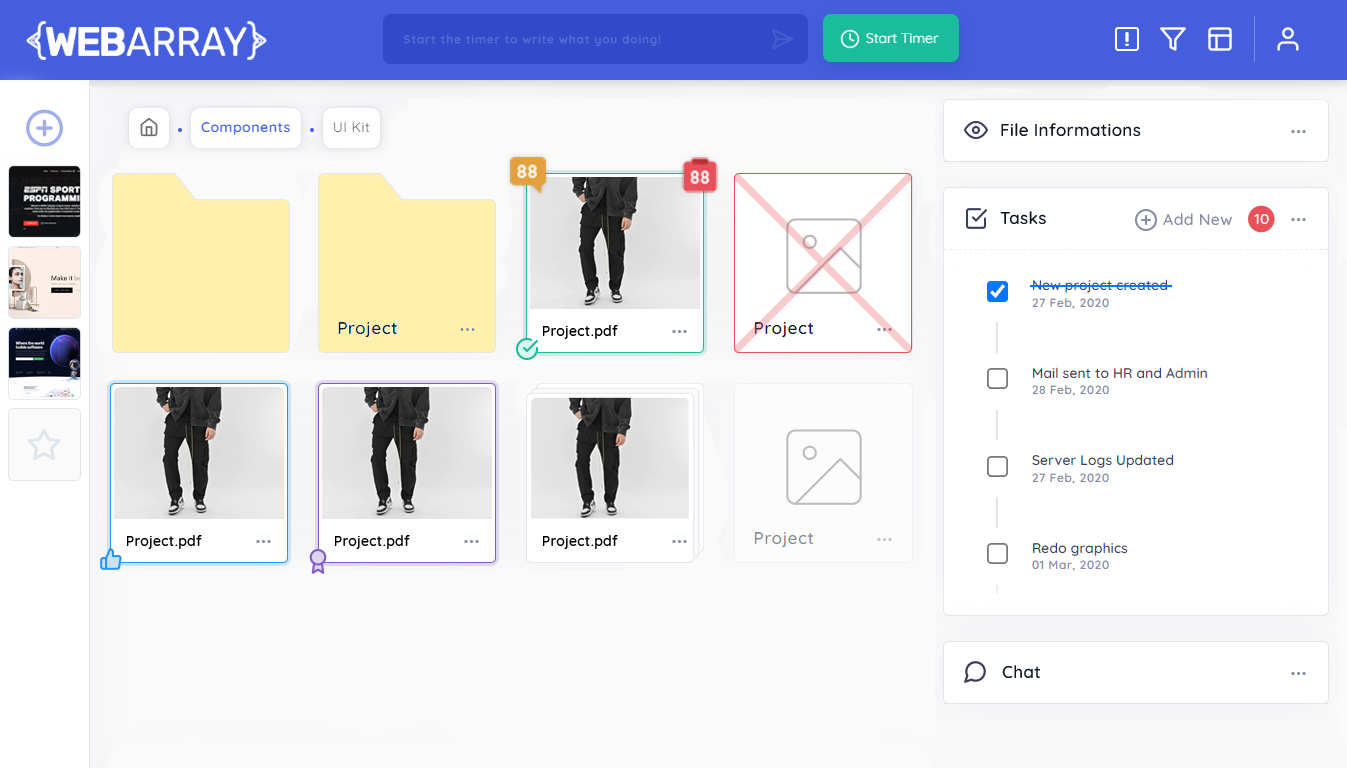 {WEBARRAY}
Start the timer to write what you doing!
Start Timer
Components
UI Kit
File Informations
ESPN SPORT
PROGRAMMI
Make it
Where the world
builds software
88
88
Project
Project.pdf
Project
Tasks
Add New
10
New project created
27 Feb, 2020
Mail sent to HR and Admin
28 Feb, 2020
Server Logs Updated
27 Feb, 2020
Redo graphics
01 Mar, 2020
Project.pdf
Project.pdf
Project.pdf
Project
Chat